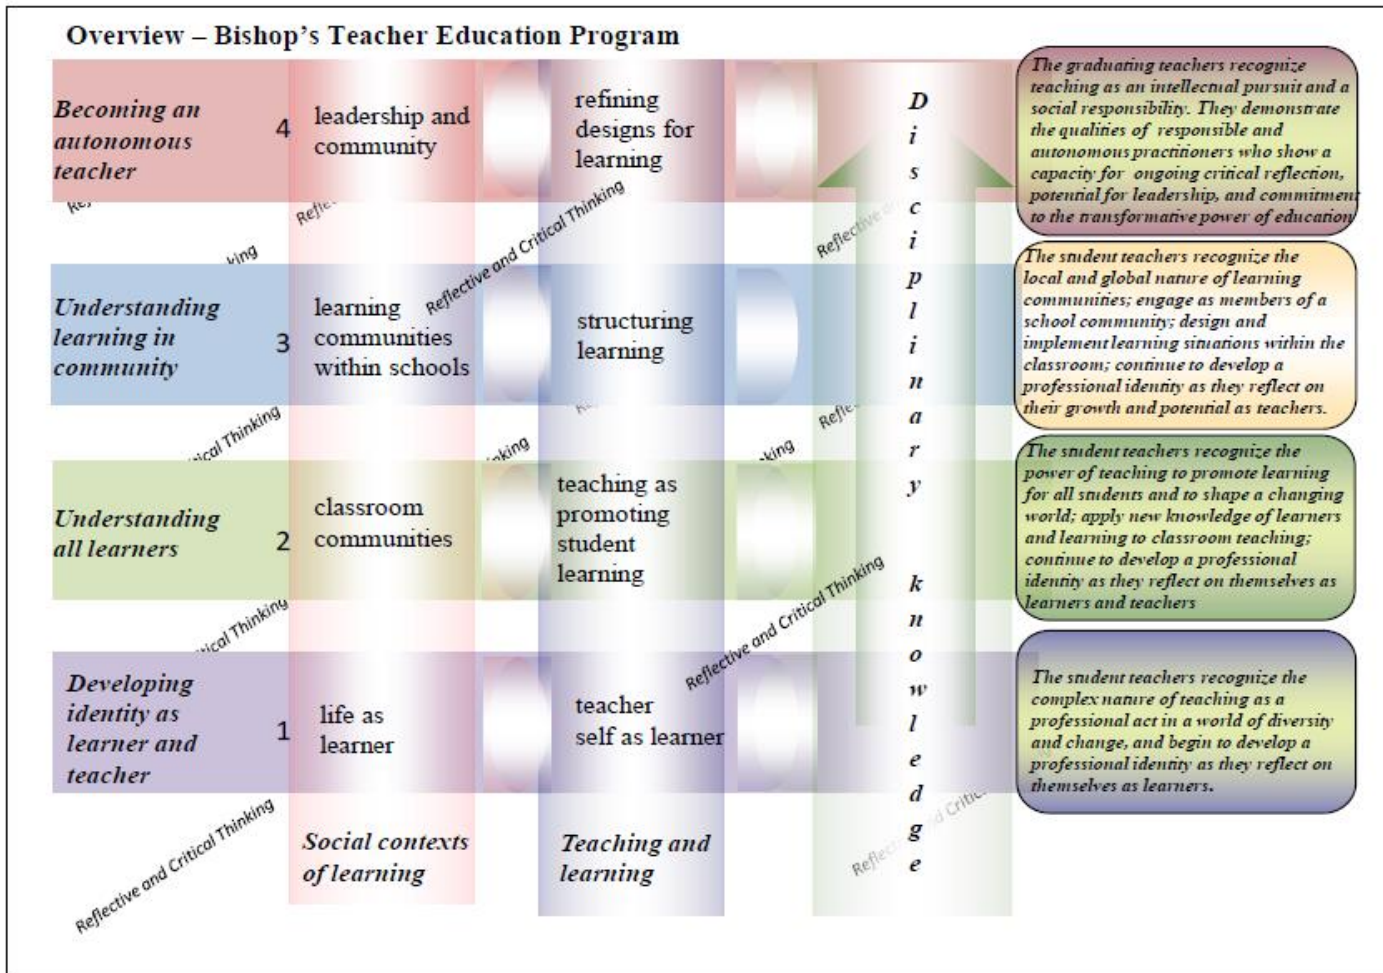 Overview – Bishop's Teacher Education Program
Becoming an
autonomous
teacher
4
leadership and
community
refining
designs for
learning
The graduating teachers recognize
teaching as an intellectual pursuit and a
social responsibility. They demonstrate
the qualities of responsible and
autonomous practitioners who show a
capacity for ongoing critical reflection,
potential for leadership, and commitment
to the transformative power of education
Reflective and Critical Thinking
Understanding
learning in
community
3
learning
communities
within schools
structuring
learning
The student teachers recognize the
local and global nature of learning
communities; engage as members of a
school community; design and
implement learning situations within the
classroom; continue to develop a
professional identity as they reflect on
their growth and potential as teachers.
Critical Thinking
Understanding
all learners
2
classroom
communities
teaching as
promoting
student
learning
The student teachers recognize the
power of teaching to promote learning
for all students and to shape a changing
world; apply new knowledge of learners
and learning to classroom teaching;
continue to develop a professional
identity as they reflect on themselves as
learners and teachers
Critical Thinking
Reflective and Critical Thinking
Developing
identity as
learner and
teacher
1
life as
learner
teacher
self as learner
The student teachers recognize the
complex nature of teaching as a
professional act in a world of diversity
and change, and begin to develop a
professional identity as they reflect on
themselves as learners.
Reflective and Critical Thinking
Social contexts
of learning
Teaching and
learning
Disciplinary knowledge